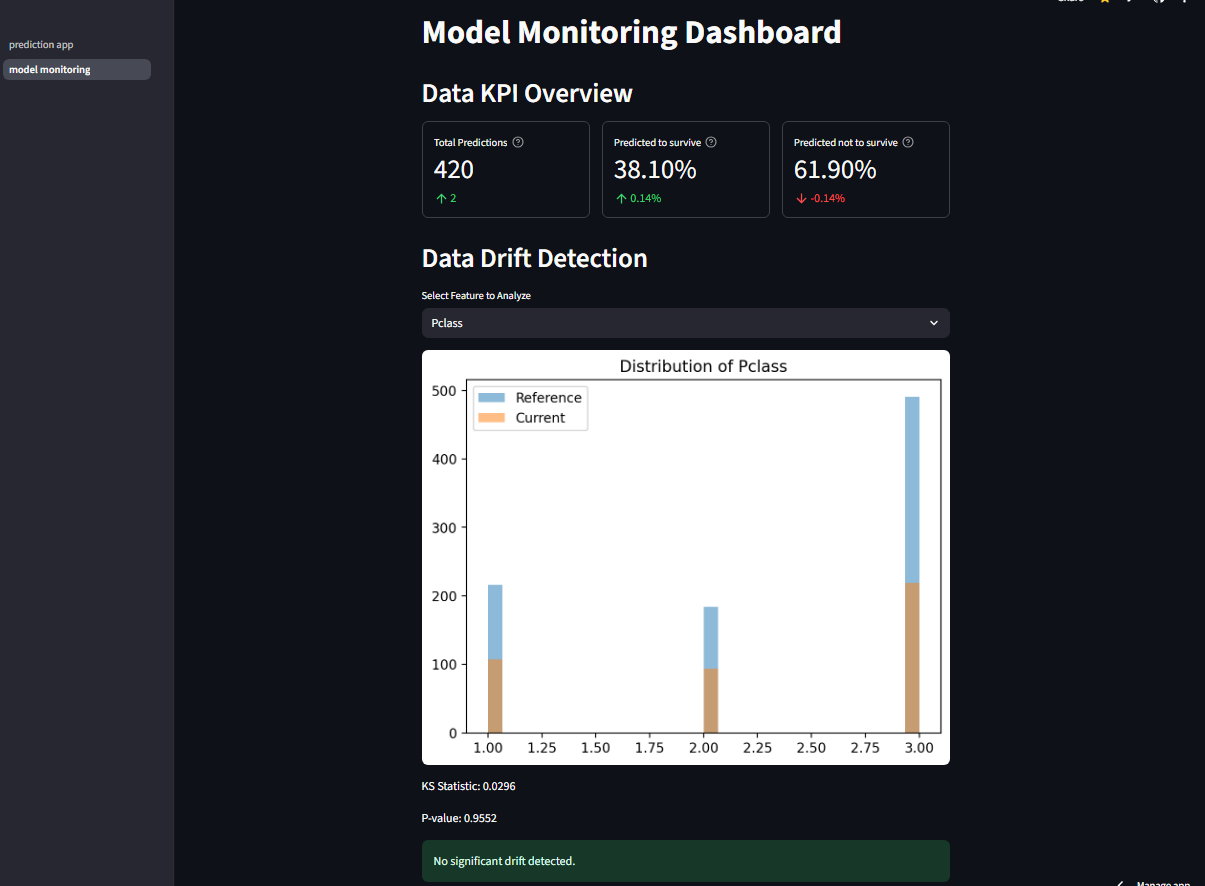 Share
prediction app
model monitoring
Model Monitoring Dashboard
Data KPI Overview
Total Predictions
420
2
Predicted to survive
38.10%
0.14%
Predicted not to survive
61.90%
-0.14%
Data Drift Detection
Select Feature to Analyze
Pclass
Distribution of Pclass
Reference
Current
500
400
300
200
100
0
1.00 1.25 1.50 1.75 2.00 2.25 2.50 2.75 3.00
KS Statistic: 0.0296
P-value: 0.9552
No significant drift detected.
Manage app